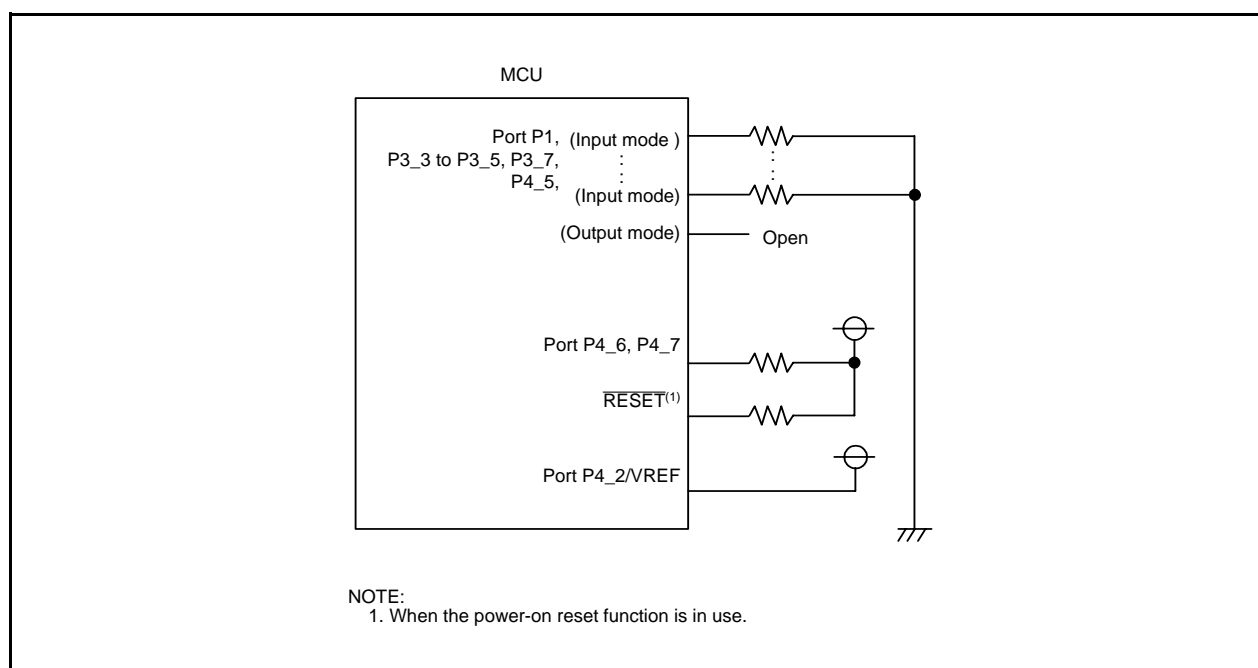 MCU
Port P1, (Input mode )
P3_3 to P3_5, P3_7,
P4_5,
(Input mode)
(Output mode)
Open
Port P4_6, P4_7
RESET(1)
Port P4_2/VREF
NOTE:
1. When the power-on reset function is in use.